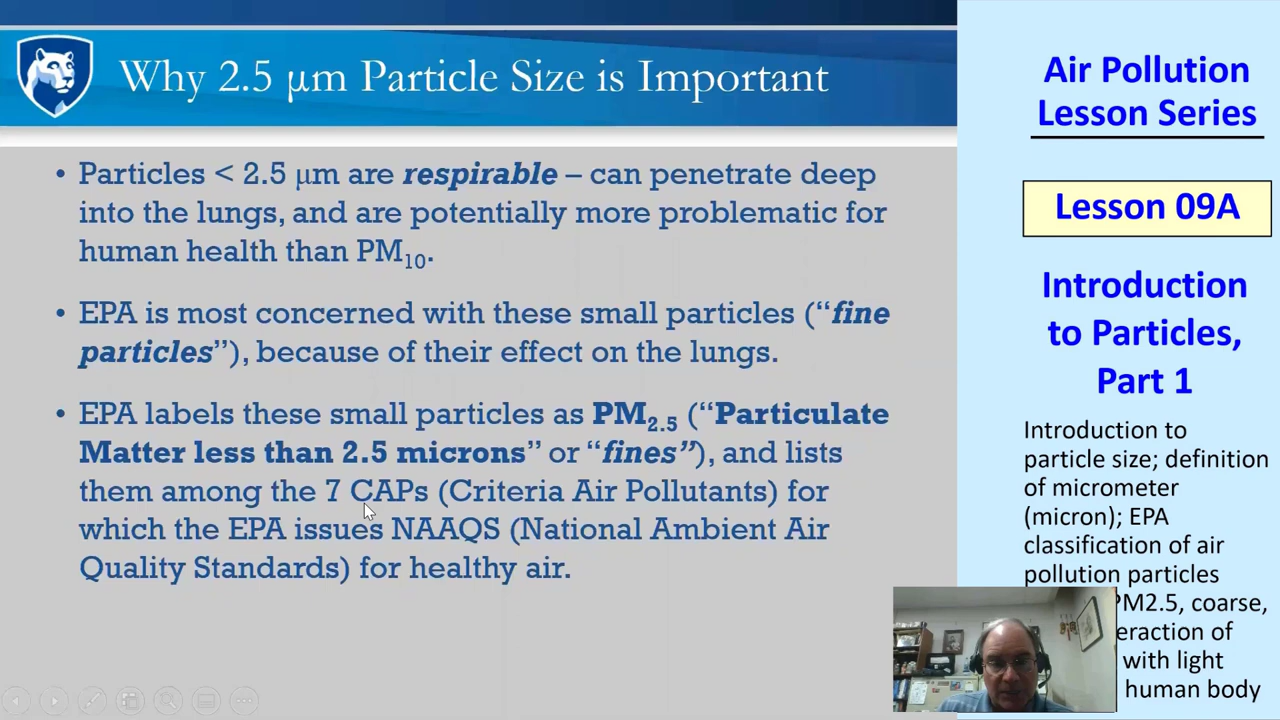 Why 2.5 µm Particle Size is Important
• Particles < 2.5 µm are respirable – can penetrate deep
into the lungs, and are potentially more problematic for
human health than PM10.
• EPA is most concerned with these small particles (“fine
particles”), because of their effect on the lungs.
• EPA labels these small particles as PM2.5 (“Particulate
Matter less than 2.5 microns” or “fines”), and lists
them among the 7 CAPs (Criteria Air Pollutants) for
which the EPA issues NAAQS (National Ambient Air
Quality Standards) for healthy air.
Air Pollution
Lesson Series
Lesson 09A
Introduction
to Particles,
Part 1
Introduction to
particle size; definition
of micrometer
(micron); EPA
classification of air
pollution particles
PM2.5, coarse,
with light
human body